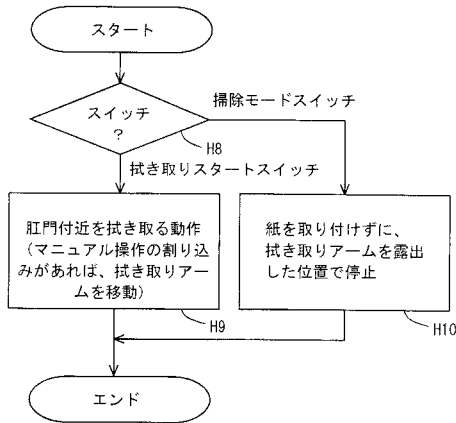 スタート
スイッチ
?
掃除モードスイッチ
H8
拭き取りスタートスイッチ
肛門付近を拭き取る動作
(マニュアル操作の割り込
みがあれば、拭き取りアー
ムを移動)
H9
紙を取り付けずに、
拭き取りアームを露出
した位置で停止
H10
エンド